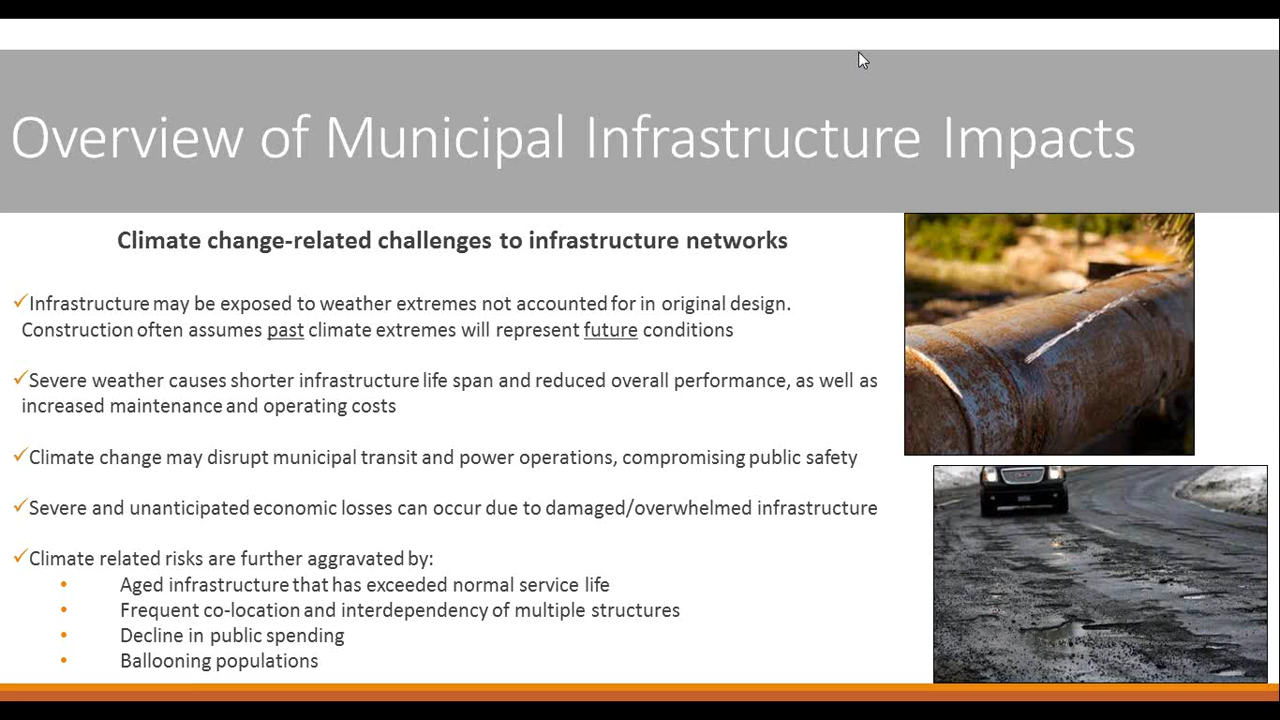 Overview of Municipal Infrastructure Impacts
Climate change-related challenges to infrastructure networks
✓Infrastructure may be exposed to weather extremes not accounted for in original design.
Construction often assumes past climate extremes will represent future conditions
✓Severe weather causes shorter infrastructure life span and reduced overall performance, as well as
increased maintenance and operating costs
✓Climate change may disrupt municipal transit and power operations, compromising public safety
✓Severe and unanticipated economic losses can occur due to damaged/overwhelmed infrastructure
✓Climate related risks are further aggravated by:
• Aged infrastructure that has exceeded normal service life
• Frequent co-location and interdependency of multiple structures
• Decline in public spending
• Ballooning populations